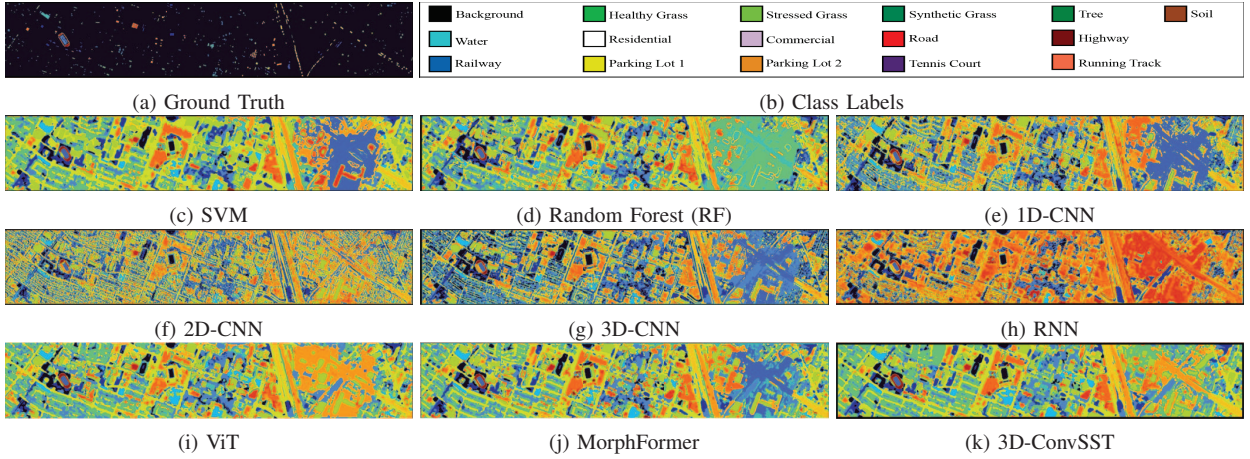 Background Healthy Grass Stressed Grass Synthetic Grass Tree Soil
Water Residential Commercial Road Highway
Railway Parking Lot 1 Parking Lot 2 Tennis Court Running Track
(a) Ground Truth (b) Class Labels
(c) SVM (d) Random Forest (RF) (e) 1D-CNN
(f) 2D-CNN (g) 3D-CNN (h) RNN
(i) ViT (j) MorphFormer (k) 3D-ConvSST